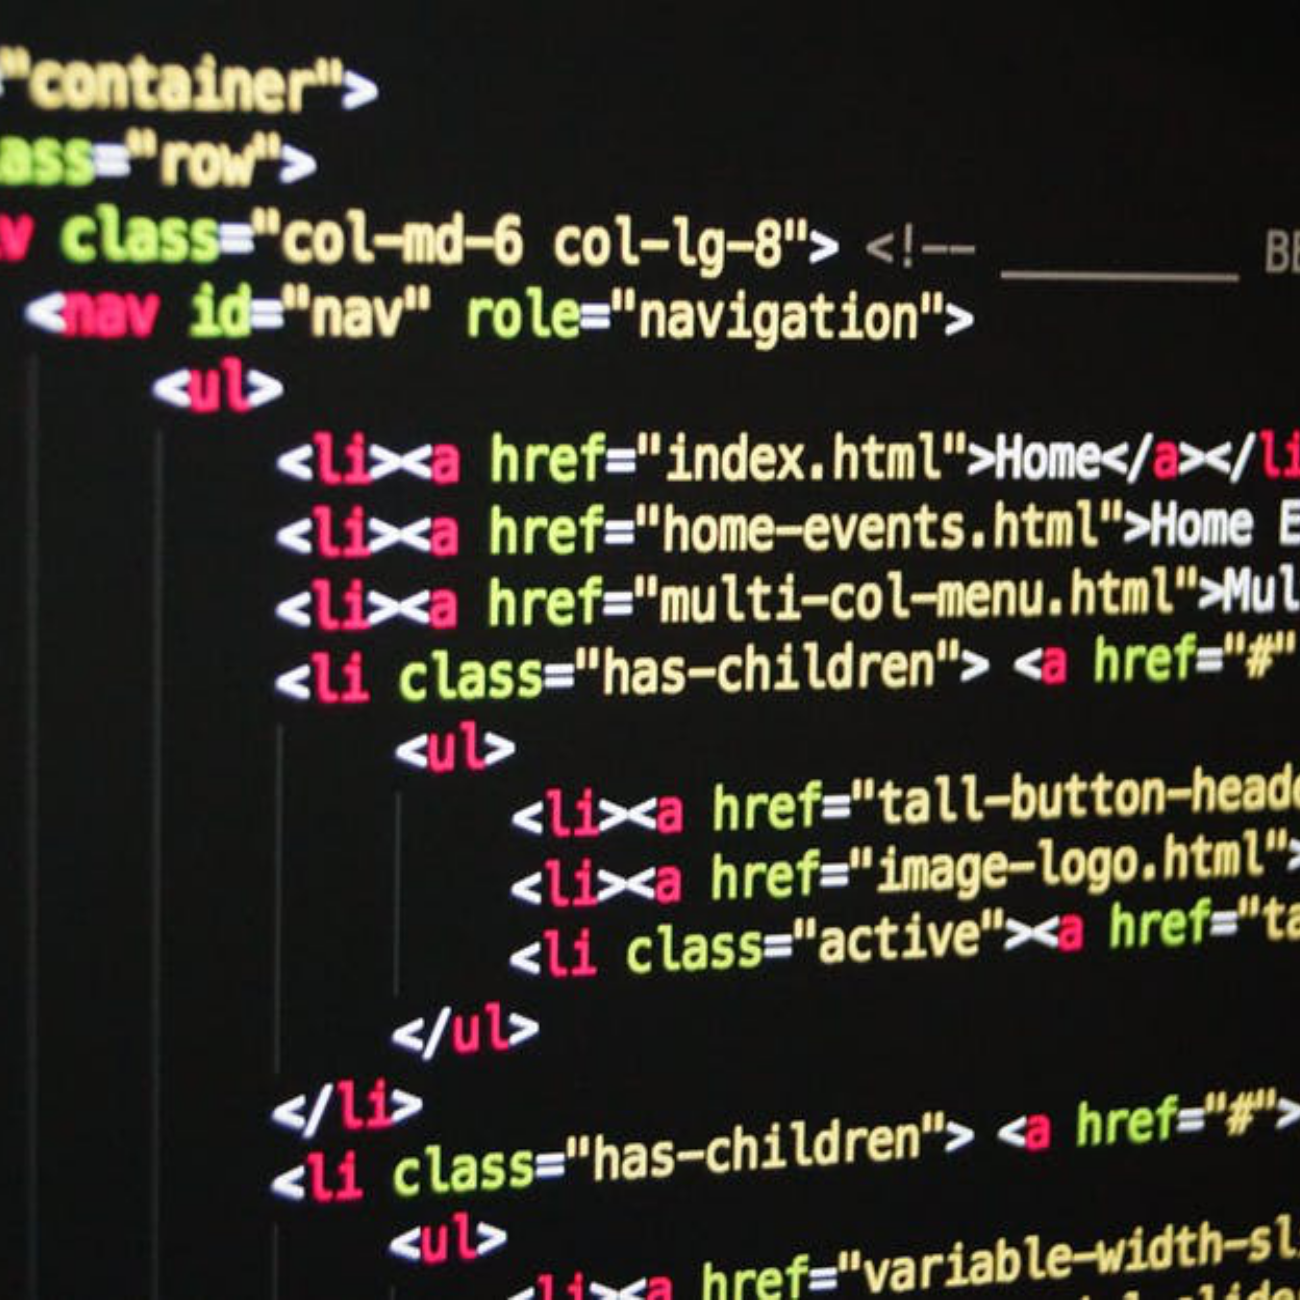 ="container">
ass="row">
v class="col-md-6 col-lg-8"> <!-- ________ BE
<nav id="nav" role="navigation">
<ul>
<li><a href="index.html">Home</a></li
<li><a href="home-events.html">Home E
<li><a href="multi-col-menu.html">Mul
<li class="has-children"> <a href="#"
<ul>
<li><a href="tall-button-heade
<li><a href="image-logo.html">
<li class="active"><a href="ta
</ul>
</li>
<li class="has-children"> <a href="#">
<ul>
<li><a href="variable-width-sl